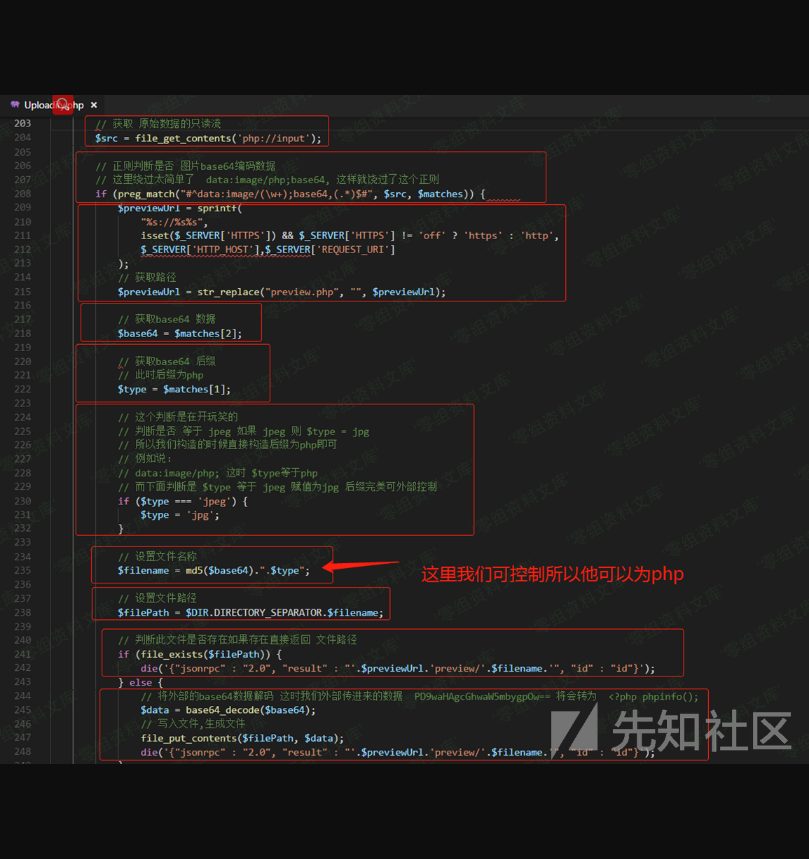 Upload.php ×
203 // 获取 原始数据的只读流
204 $src = file_get_contents('php://input');
205
206 // 正则判断是否 图片base64编码数据
207 // 这里绕过太简单了 data:image/php;base64, 这样就饶过了这个正则
208 if (preg_match("#^data:image/(\w+);base64,(.*)$#", $src, $matches)) {
209 $previewUrl = sprintf(
210 "%s://%s%s",
211 isset($_SERVER['HTTPS']) && $_SERVER['HTTPS'] != 'off' ? 'https' : 'http',
212 $_SERVER['HTTP_HOST'],$_SERVER['REQUEST_URI']
213 );
214 // 获取路径
215 $previewUrl = str_replace("preview.php", "", $previewUrl);
216
217 // 获取base64 数据
218 $base64 = $matches[2];
219
220 // 获取base64 后缀
221 // 此时后缀为php
222 $type = $matches[1];
223
224 // 这个判断是在开玩笑的
225 // 判断是否 等于 jpeg 如果 jpeg 则 $type = jpg
226 // 所以我们构造的时候直接构造后缀为php即可
227 // 例如说:
228 // data:image/php; 这时 $type等于php
229 // 而下面判断是 $type 等于 jpeg 赋值为jpg 后缀完美可外部控制
230 if ($type === 'jpeg') {
231 $type = 'jpg';
232 }
233
234 // 设置文件名称
235 $filename = md5($base64).".$type";
这里我们可控制所以他可以为php
236
237 // 设置文件路径
238 $filePath = $DIR.DIRECTORY_SEPARATOR.$filename;
239
240 // 判断此文件是否存在如果存在直接返回 文件路径
241 if (file_exists($filePath)) {
242 die('{"jsonrpc" : "2.0", "result" : "'.$previewUrl.'preview/'.$filename.'", "id" : "id"}');
243 } else {
244 // 将外部的base64数据解码 这时我们外部传进来的数据 PD9waHAgcGhwaW5mbygpOw== 将会转为 <?php phpinfo();
245 $data = base64_decode($base64);
246 // 写入文件,生成文件
247 file_put_contents($filePath, $data);
248 die('{"jsonrpc" : "2.0", "result" : "'.$previewUrl.'preview/'.$filename.'", "id" : "id"}');
先知社区
零组资料文库